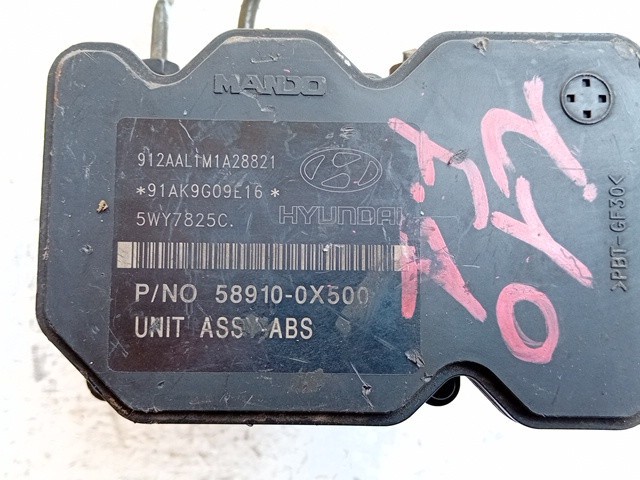 MANDO
912AAL1M1A28821
*91AK9G09E16*
5WY7825C.
HYUNDAI
P/NO 58910-0X500
UNIT ASSY-ABS
>PBT-GF30<